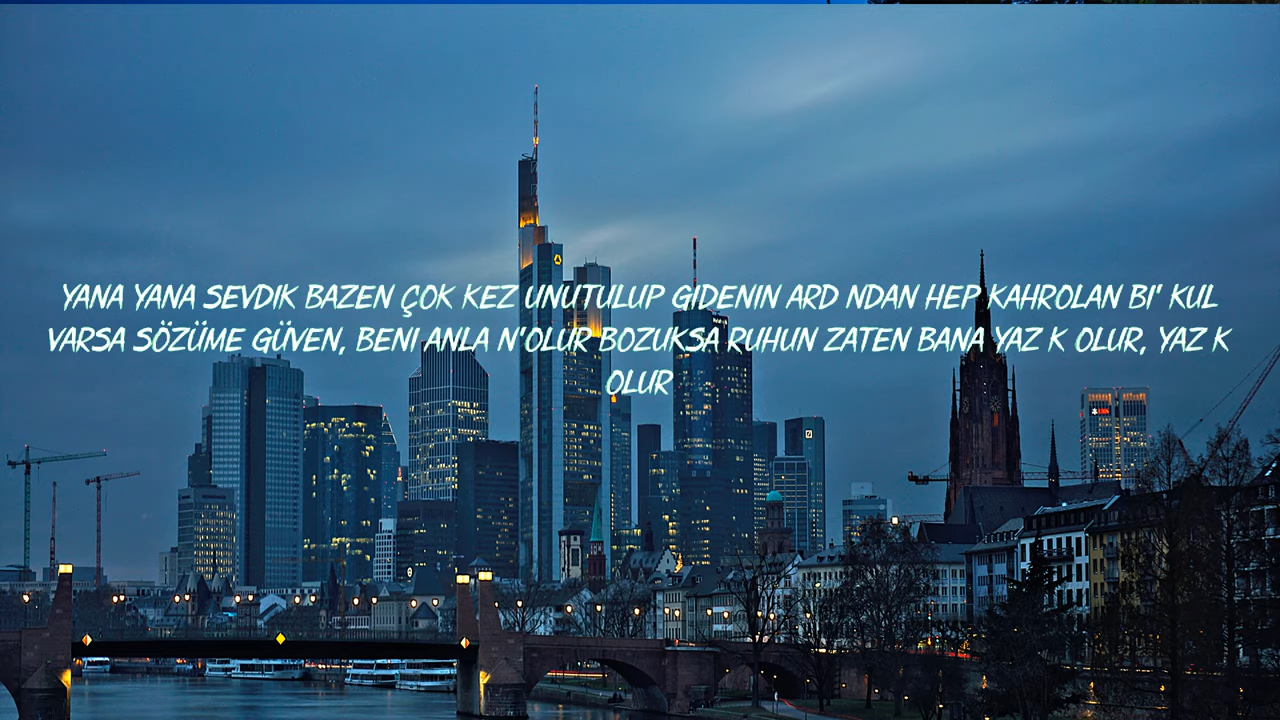 YANA YANA SEVDIK BAZEN ÇOK KEZ UNUTULUP GIDENIN ARD NDAN HEP KAHROLAN BI' KUL
VARSA SÖZÜME GÜVEN, BENI ANLA N'OLUR BOZUKSA RUHUN ZATEN BANA YAZ K OLUR, YAZ K
OLUR